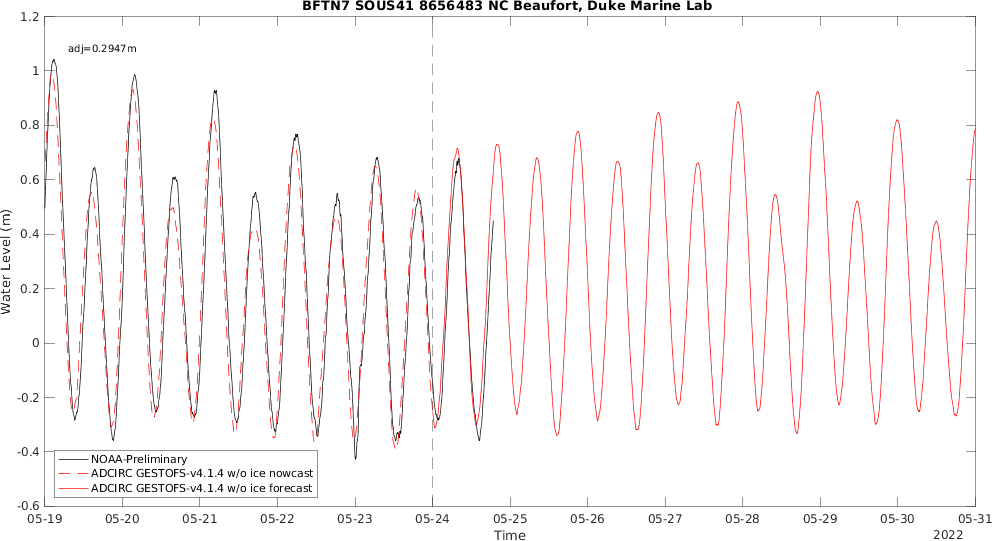 BFTN7 SOUS41 8656483 NC Beaufort, Duke Marine Lab
1.2
adj=0.2947m
1
0.8
0.6
0.4
0.2
0
-0.2
-0.4
-0.6
Water Level (m)
NOAA-Preliminary
ADCIRC GESTOFS-v4.1.4 w/o ice nowcast
ADCIRC GESTOFS-v4.1.4 w/o ice forecast
05-19 05-20 05-21 05-22 05-23 05-24 05-25 05-26 05-27 05-28 05-29 05-30 05-31
Time
2022